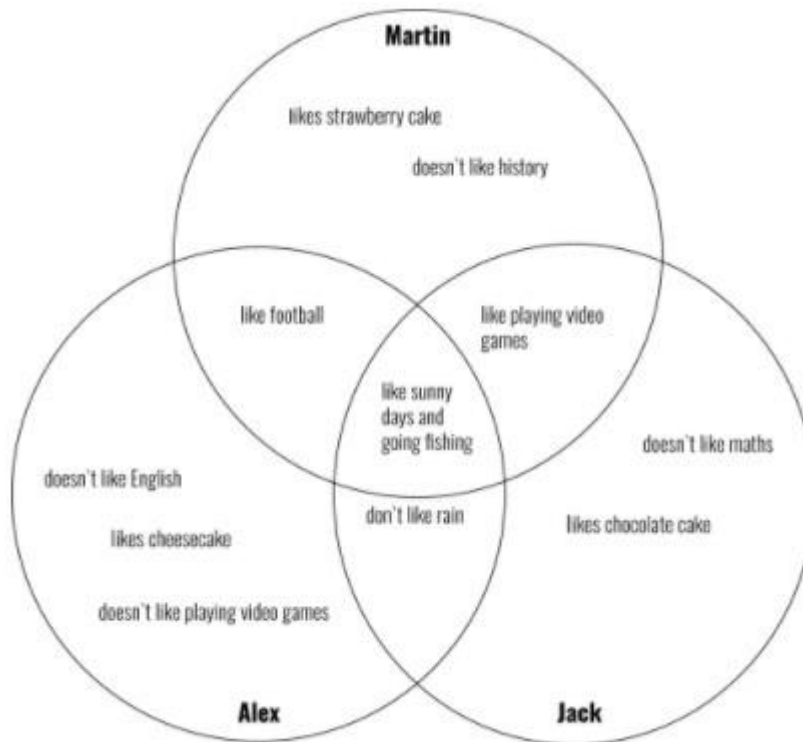 Martin
likes strawberry cake
doesn`t like history
like football
like playing video
games
like sunny
days and
going fishing
doesn`t like maths
doesn`t like English
don`t like rain
likes chocolate cake
likes cheesecake
doesn`t like playing video games
Alex
Jack